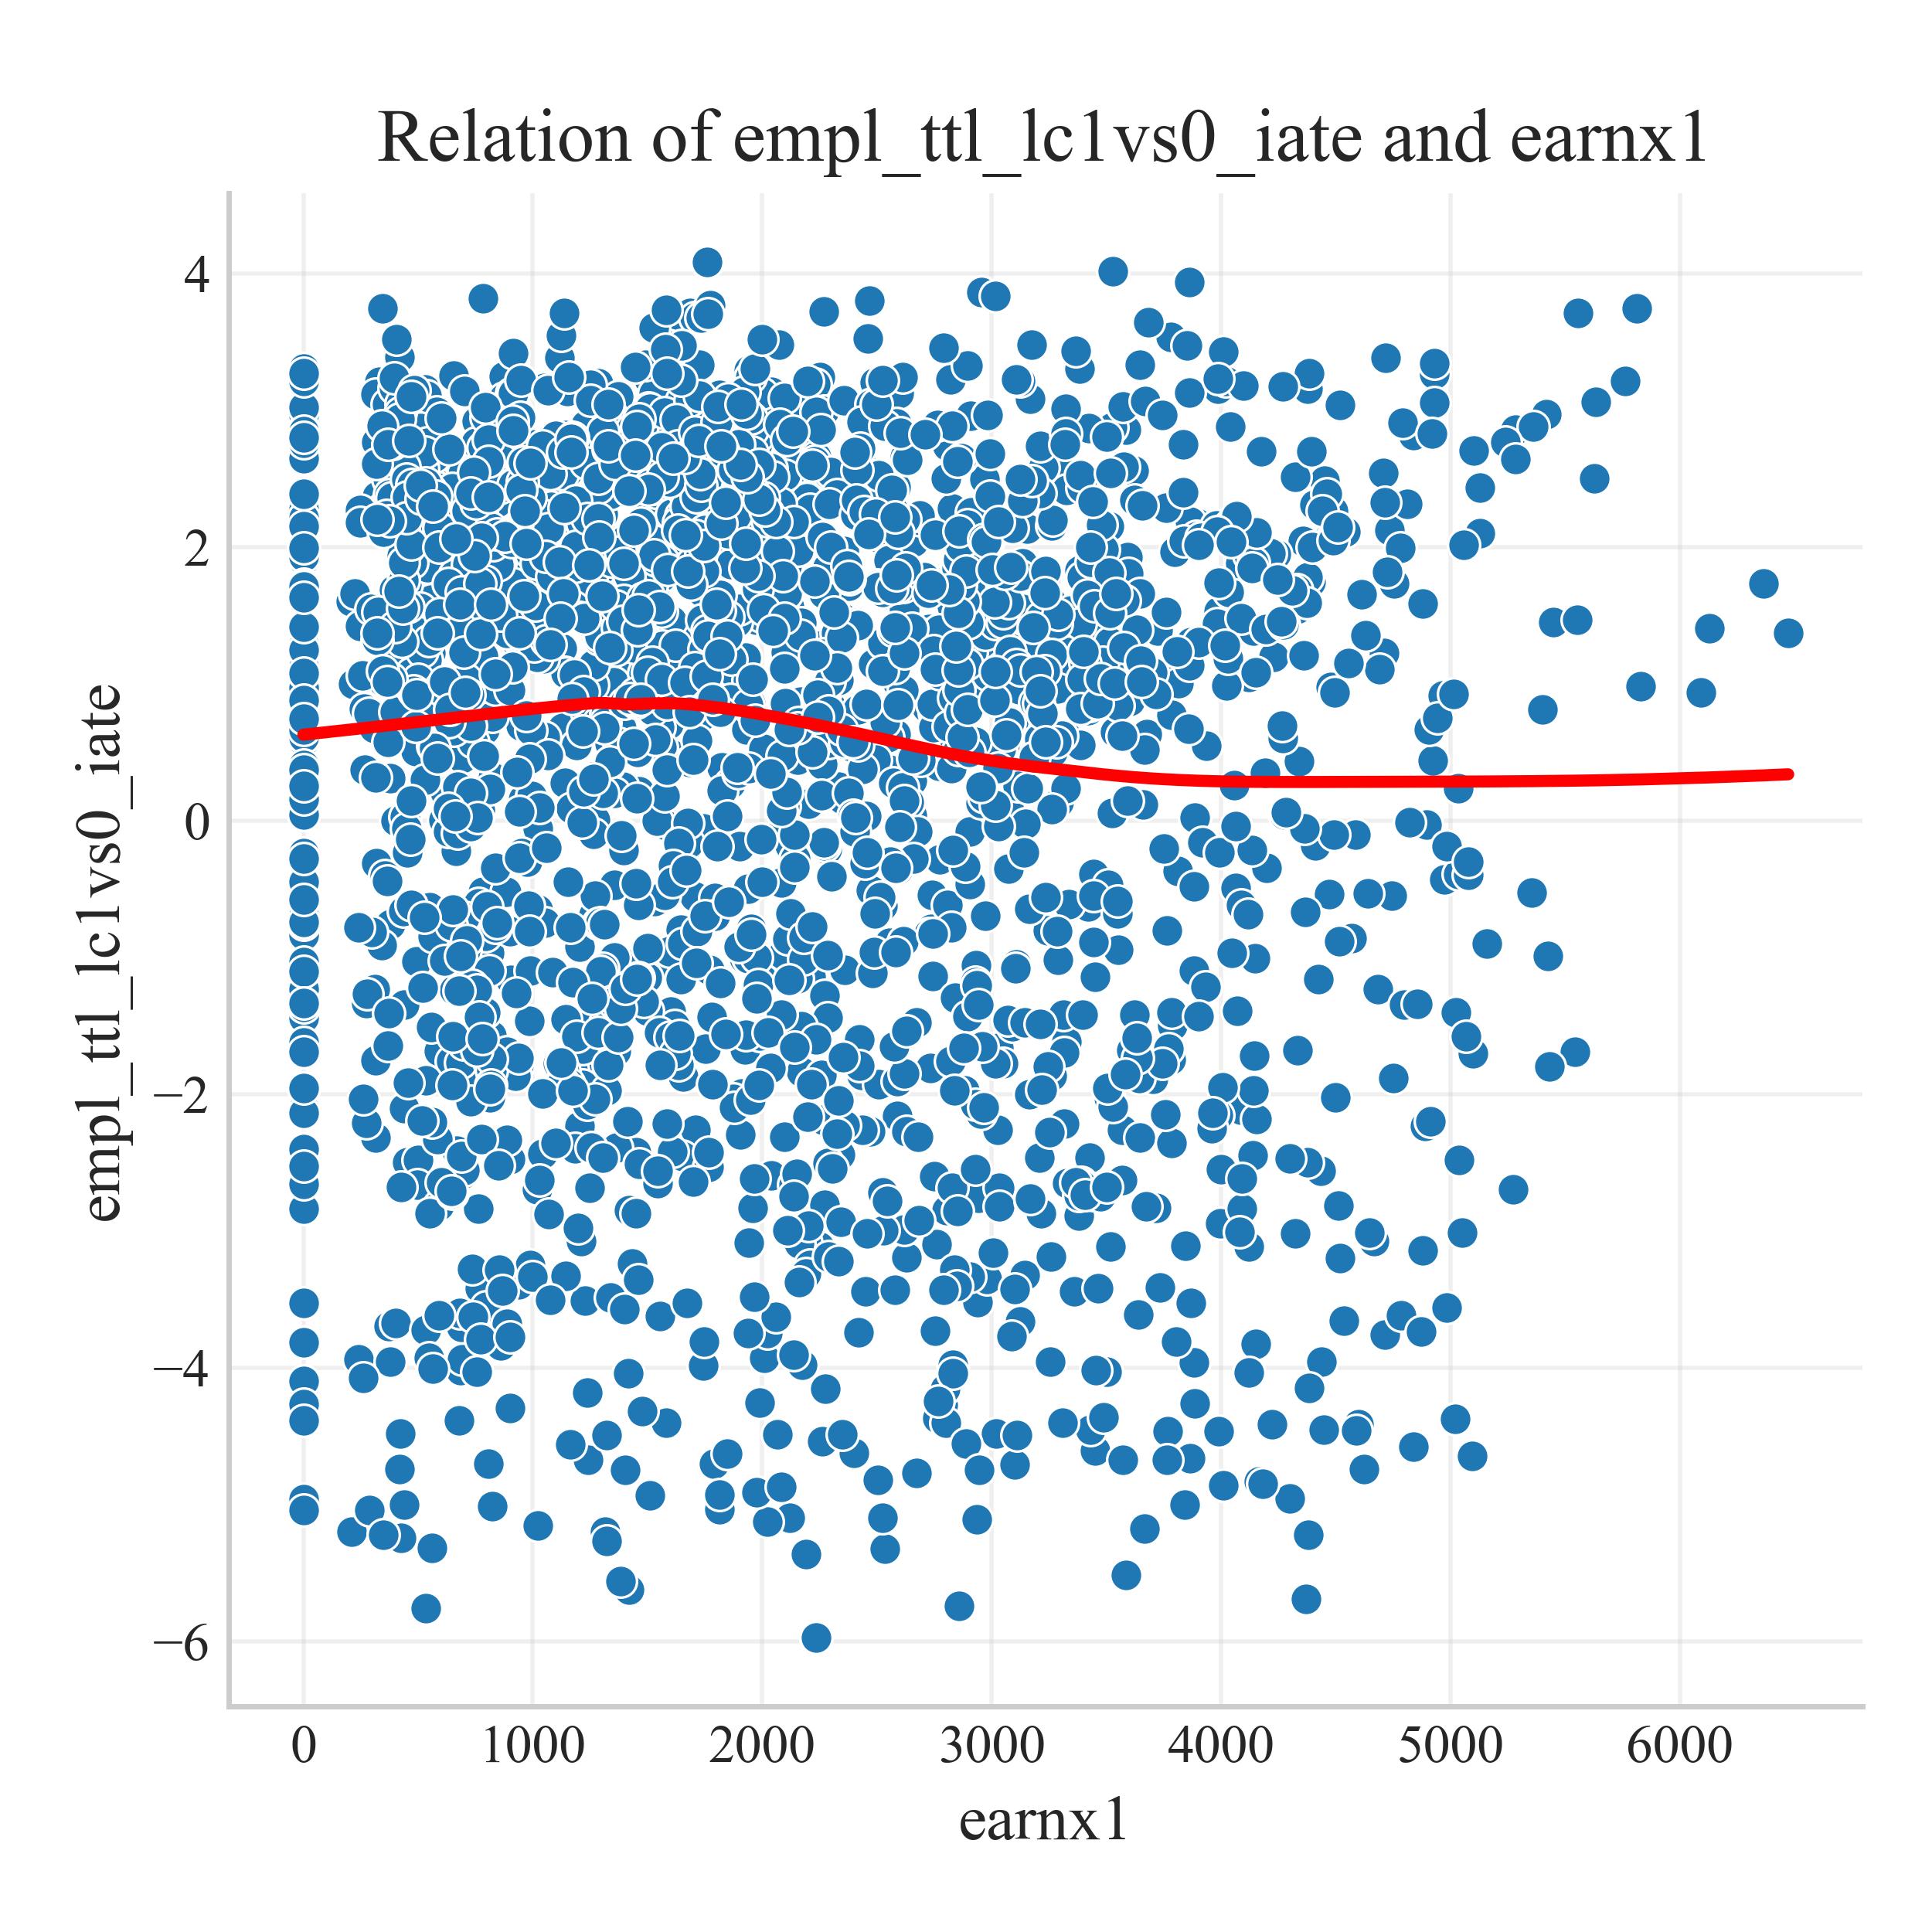 Relation of empl_ttl_lc1vs0_iate and earnx1
4
2
0
−2
−4
−6
empl_ttl_lc1vs0_iate
0 1000 2000 3000 4000 5000 6000
earnx1